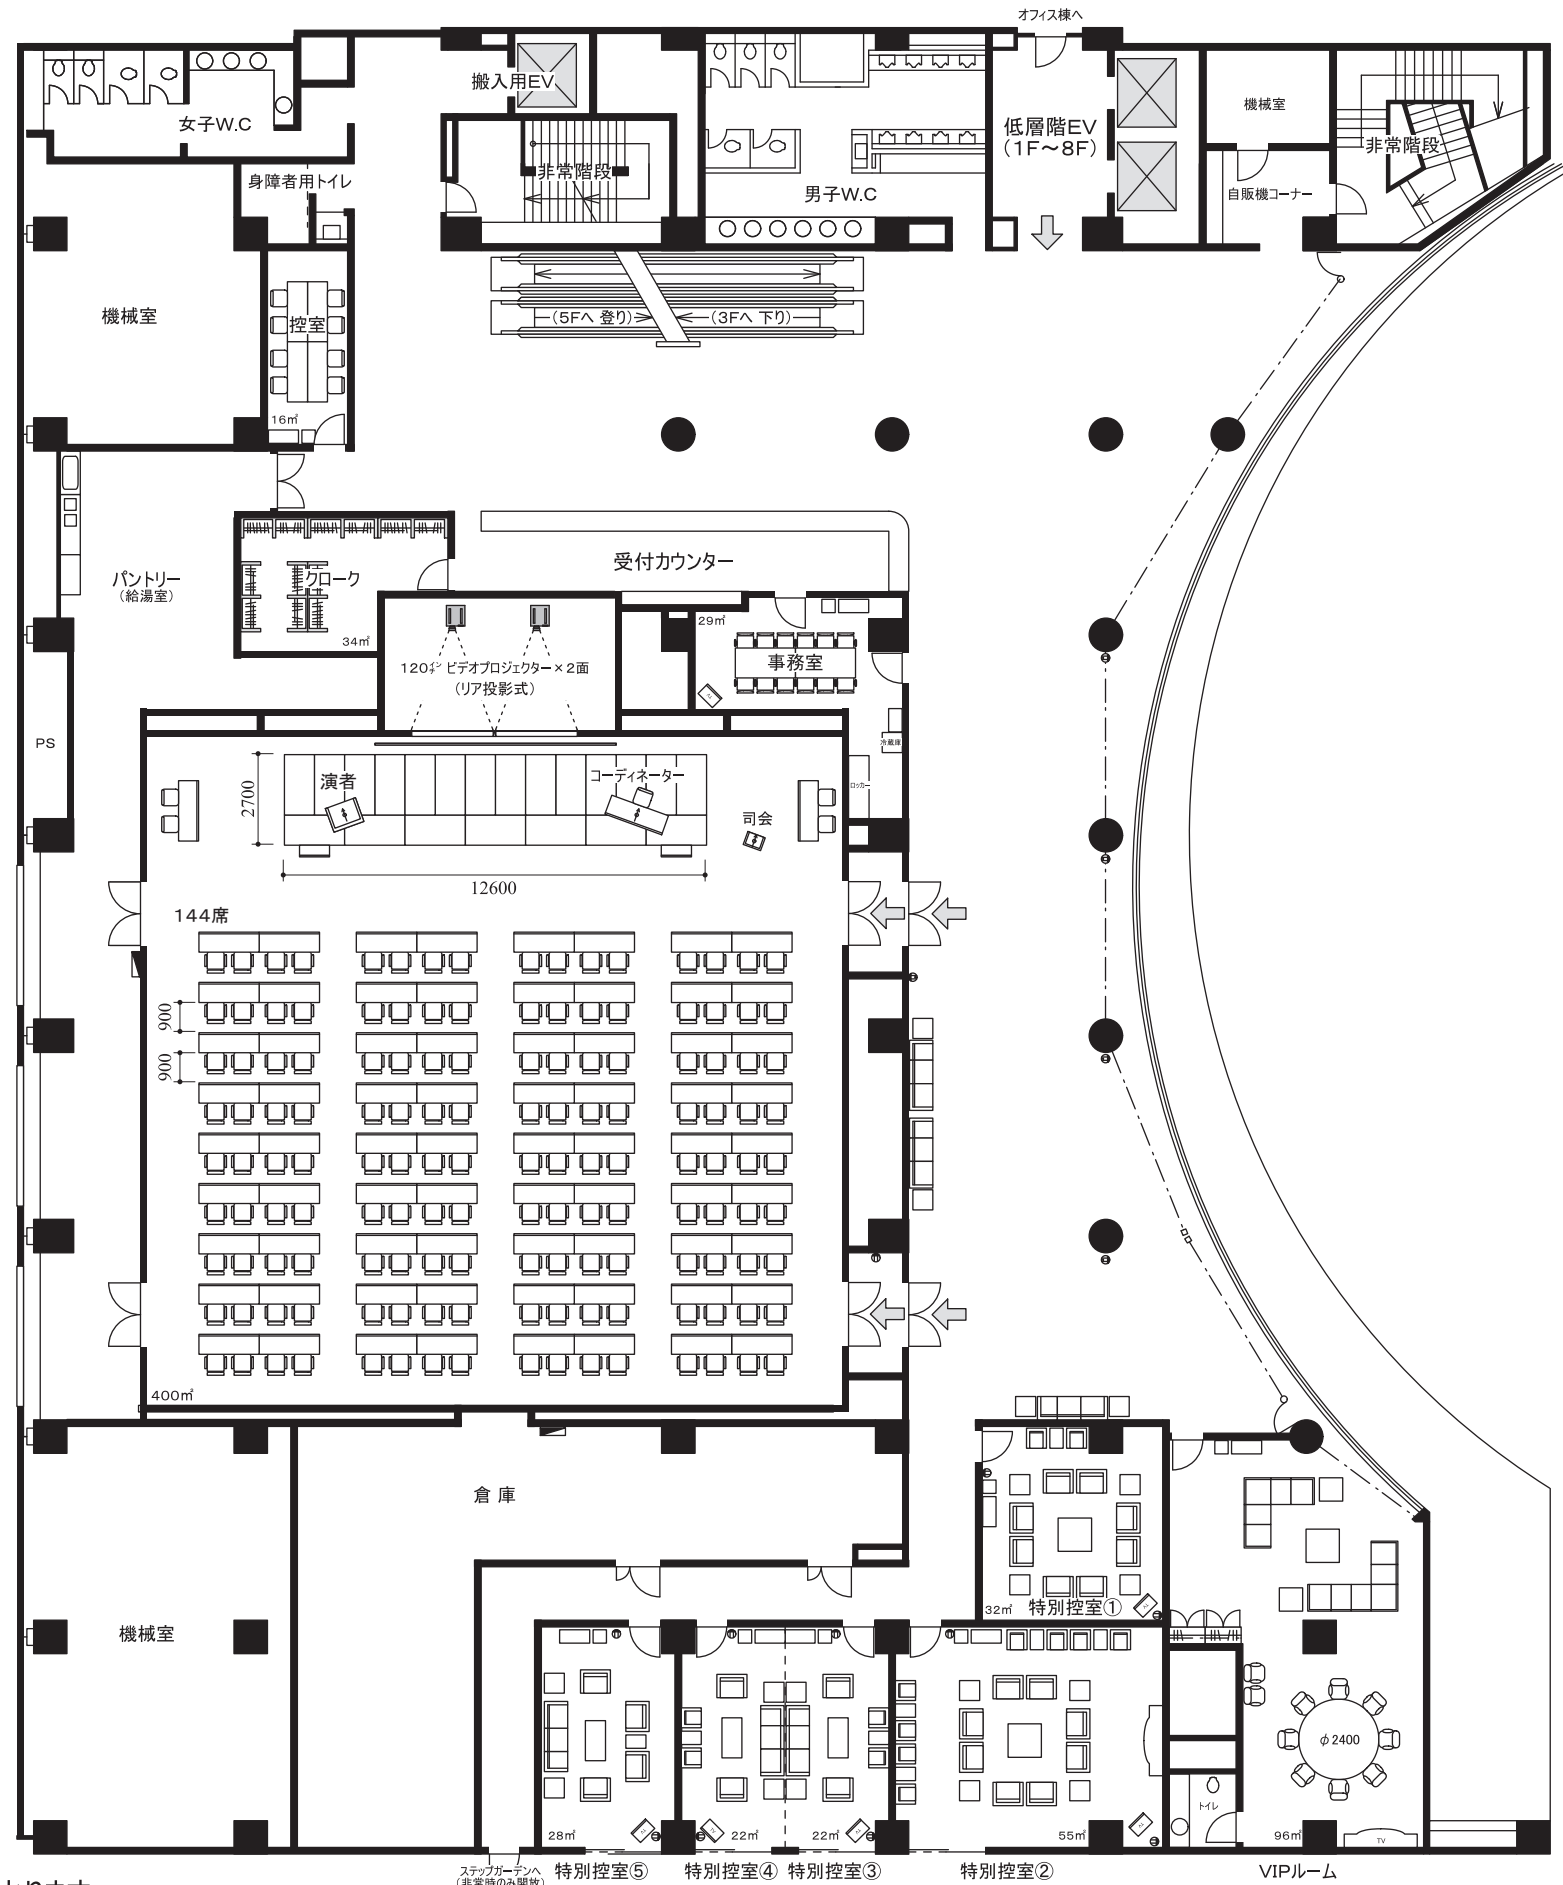 オフィス棟へ
搬入用EV
低層階EV
(1F〜8F)
機械室
女子W.C
非常階段
非常階段
身障者用トイレ
男子W.C
自販機コーナー
機械室
控室
(5Fへ 登り)
(3Fへ 下り)
16㎡
受付カウンター
パントリー
(給湯室)
クローク
34㎡
29㎡
事務室
120ｲﾝﾁ ビデオプロジェクター×2面
(リア投影式)
PS
冷蔵庫
ロッカー
2700
演者
コーディネーター
司会
12600
144席
900
900
400㎡
倉 庫
機械室
32㎡
特別控室①
φ2400
トイレ
28㎡
22㎡
22㎡
55㎡
96㎡
TV
ステップガーデンへ
(非常時のみ開放)
特別控室⑤
特別控室④
特別控室③
特別控室②
VIPルーム